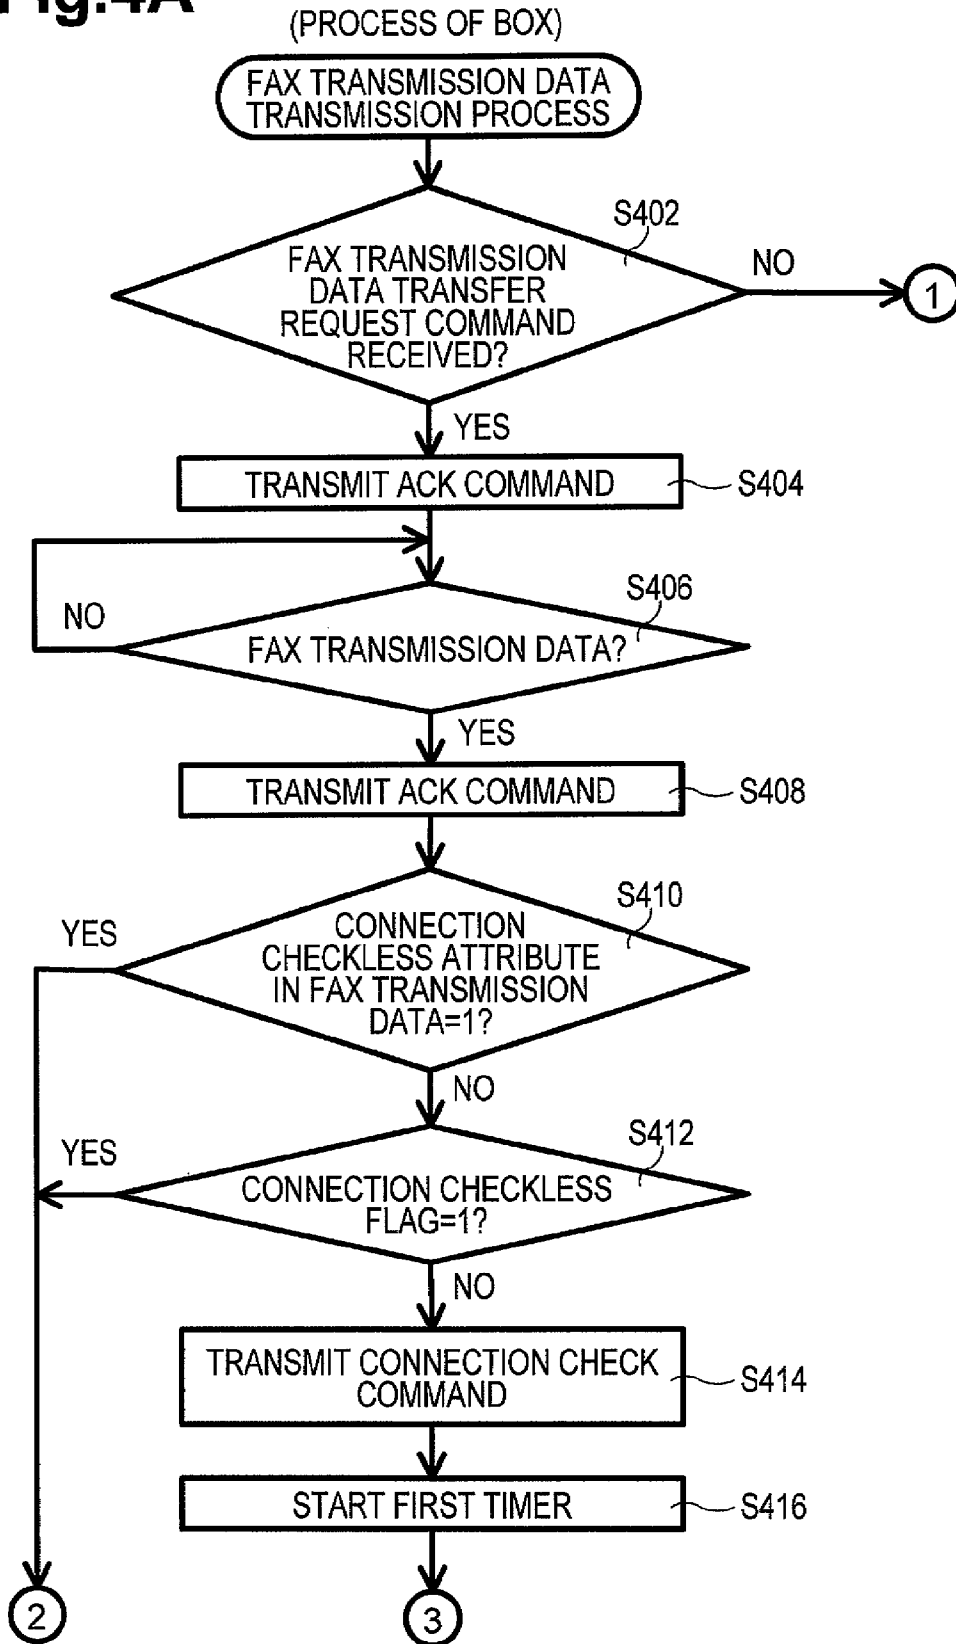 Fig.4A
(PROCESS OF BOX)
FAX TRANSMISSION DATA
TRANSMISSION PROCESS
S402
FAX TRANSMISSION
DATA TRANSFER
REQUEST COMMAND
RECEIVED?
NO
1
YES
TRANSMIT ACK COMMAND
S404
S406
NO
FAX TRANSMISSION DATA?
YES
TRANSMIT ACK COMMAND
S408
S410
YES
CONNECTION
CHECKLESS ATTRIBUTE
IN FAX TRANSMISSION
DATA=1?
NO
S412
YES
CONNECTION CHECKLESS
FLAG=1?
NO
TRANSMIT CONNECTION CHECK
COMMAND
S414
START FIRST TIMER
S416
2
3